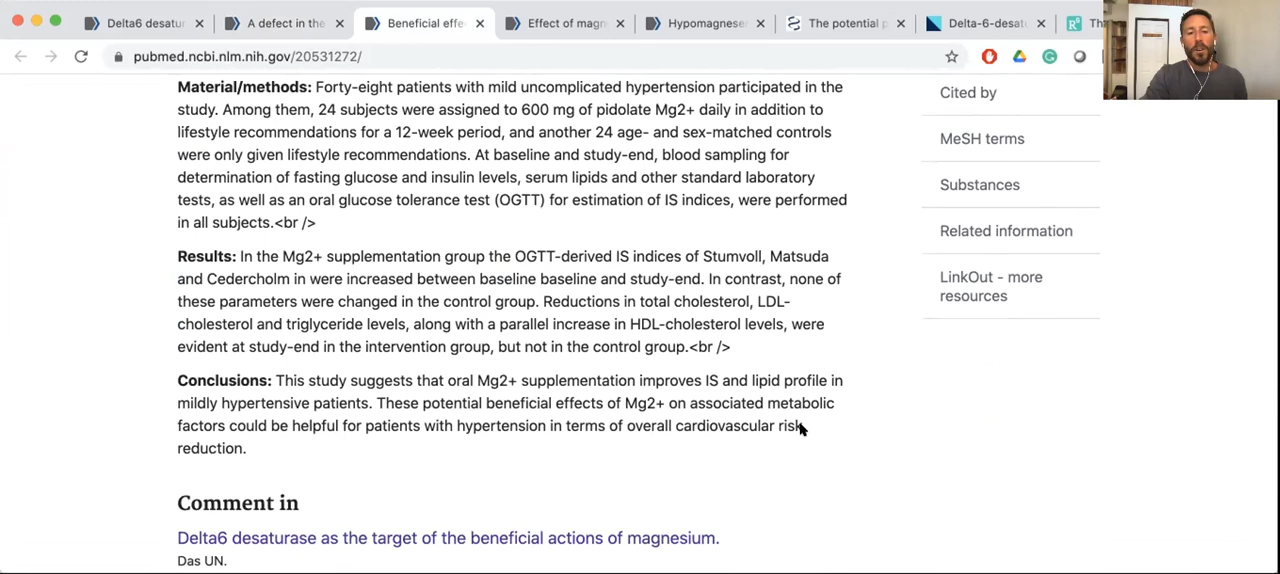 Delta6 desatur
A defect in the
Beneficial effe
Effect of magn
Hypomagnese
The potential p
Delta-6-desat
Th
pubmed.ncbi.nlm.nih.gov/20531272/
Material/methods: Forty-eight patients with mild uncomplicated hypertension participated in the
study. Among them, 24 subjects were assigned to 600 mg of pidolate Mg2+ daily in addition to
lifestyle recommendations for a 12-week period, and another 24 age- and sex-matched controls
were only given lifestyle recommendations. At baseline and study-end, blood sampling for
determination of fasting glucose and insulin levels, serum lipids and other standard laboratory
tests, as well as an oral glucose tolerance test (OGTT) for estimation of IS indices, were performed
in all subjects.<br />
Results: In the Mg2+ supplementation group the OGTT-derived IS indices of Stumvoll, Matsuda
and Cedercholm in were increased between baseline baseline and study-end. In contrast, none of
these parameters were changed in the control group. Reductions in total cholesterol, LDL-
cholesterol and triglyceride levels, along with a parallel increase in HDL-cholesterol levels, were
evident at study-end in the intervention group, but not in the control group.<br />
Conclusions: This study suggests that oral Mg2+ supplementation improves IS and lipid profile in
mildly hypertensive patients. These potential beneficial effects of Mg2+ on associated metabolic
factors could be helpful for patients with hypertension in terms of overall cardiovascular risk
reduction.
Comment in
Delta6 desaturase as the target of the beneficial actions of magnesium.
Das UN.
Cited by
MeSH terms
Substances
Related information
LinkOut - more
resources